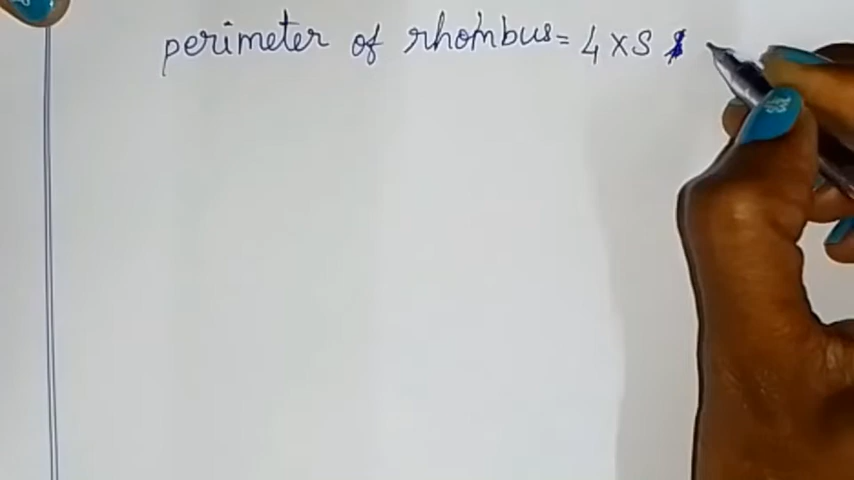 perimeter of rhombus = 4 x S